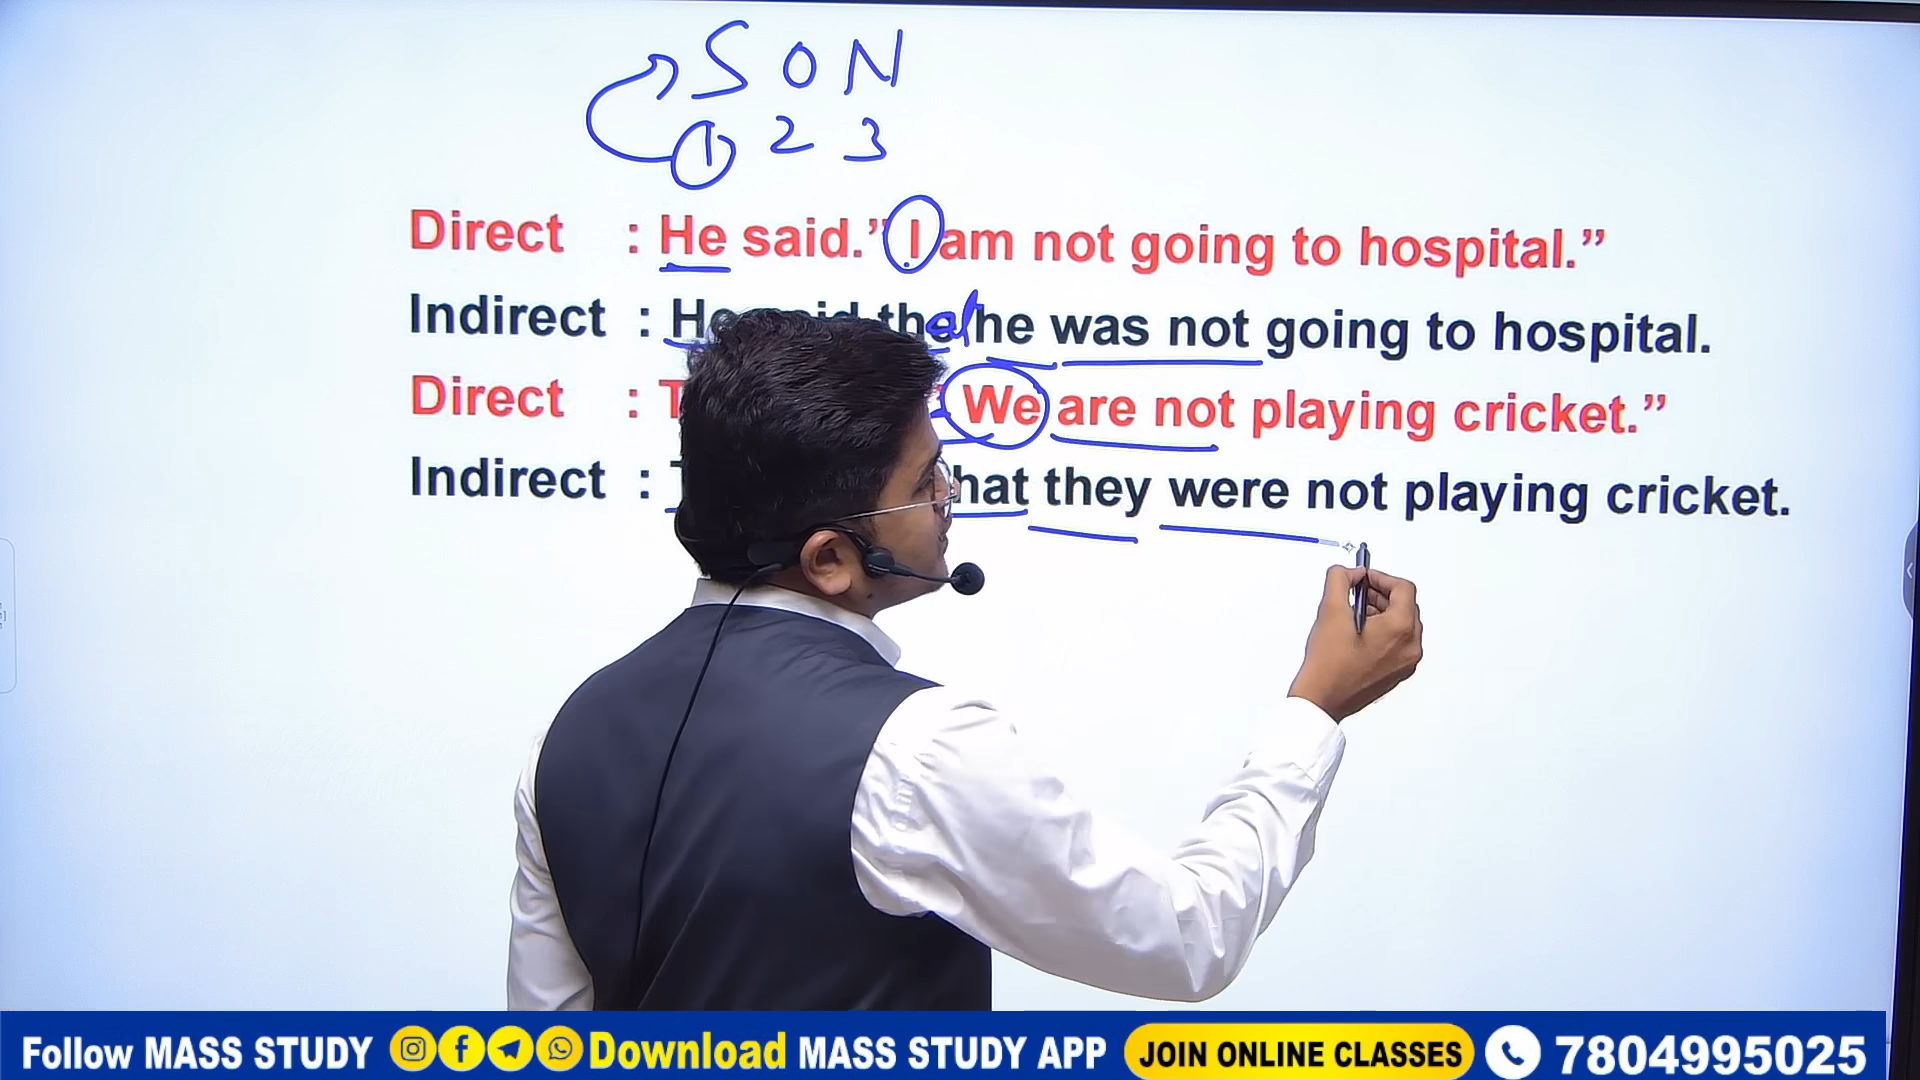 SON
1 2 3
Direct : He said.” I am not going to hospital.”
Indirect : that he was not going to hospital.
Direct : We are not playing cricket.”
Indirect : they were not playing cricket.
Follow MASS STUDY Download MASS STUDY APP JOIN ONLINE CLASSES 7804995025